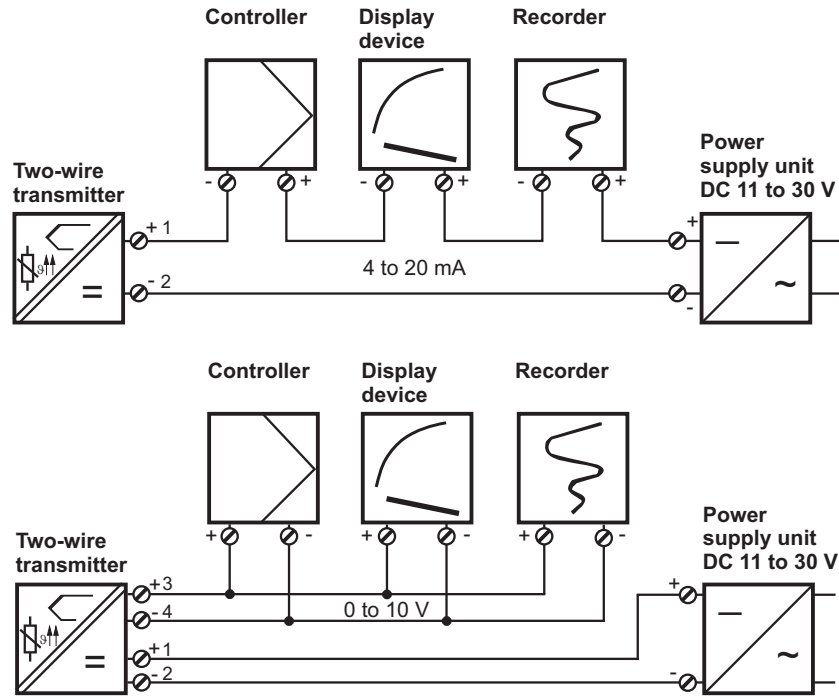 Controller
Display
device
Recorder
Power
supply unit
DC 11 to 30 V
Two-wire
transmitter
- + - + - +
+ 1
+
ϑ
=
4 to 20 mA
~
- 2
-
Controller
Display
device
Recorder
Power
supply unit
DC 11 to 30 V
Two-wire
transmitter
+ - + - + -
+3
+
- 4
0 to 10 V
ϑ
=
+1
~
- 2
-